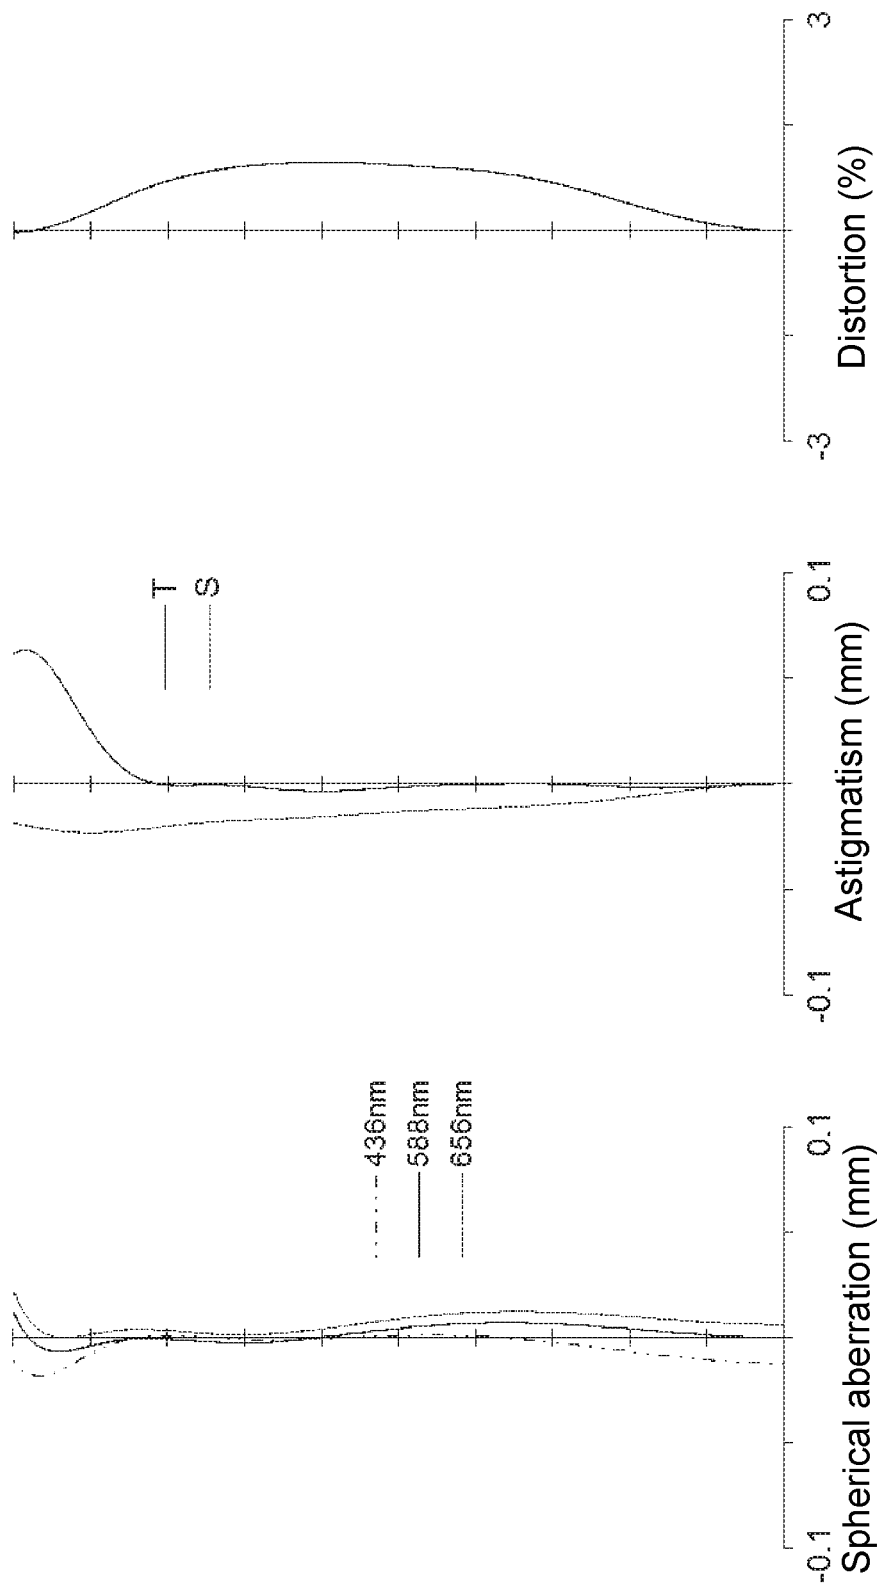 436nm
588nm
656nm
-0.1
0.1
Spherical aberration (mm)
T
S
-0.1
0.1
Astigmatism (mm)
-3
3
Distortion (%)